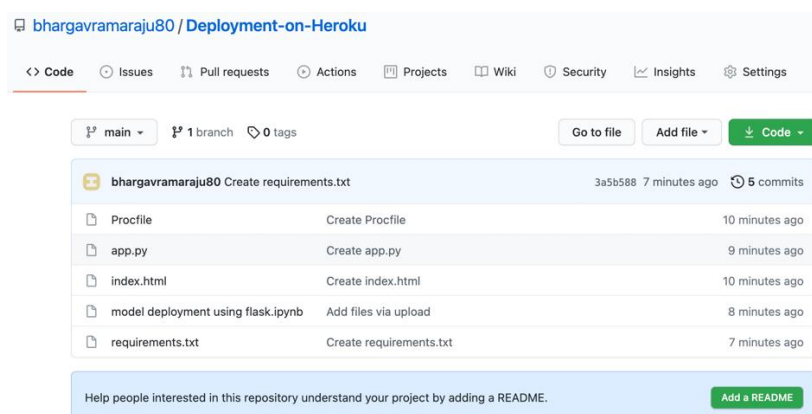 bhargavramaraju80 / Deployment-on-Heroku
<> Code Issues Pull requests Actions Projects Wiki Security Insights Settings
main 1 branch 0 tags Go to file Add file Code
bhargavramaraju80 Create requirements.txt 3a5b588 7 minutes ago 5 commits
Procfile Create Procfile 10 minutes ago
app.py Create app.py 9 minutes ago
index.html Create index.html 10 minutes ago
model deployment using flask.ipynb Add files via upload 8 minutes ago
requirements.txt Create requirements.txt 7 minutes ago
Help people interested in this repository understand your project by adding a README. Add a README